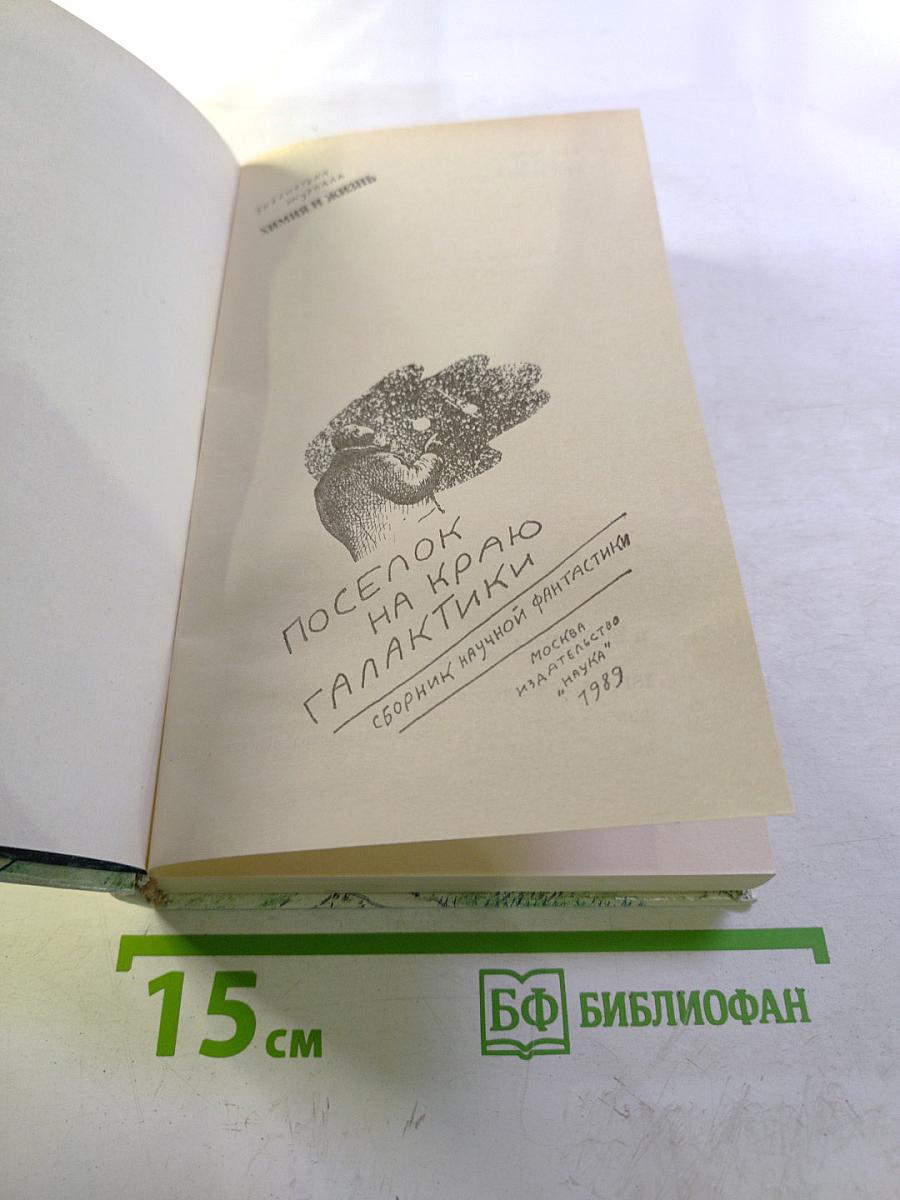 библиотека
журнала
ХИМИЯ И ЖИЗНЬ
ПОСЕЛОК
НА КРАЮ
ГАЛАКТИКИ
СБОРНИК НАУЧНОЙ ФАНТАСТИКИ
МОСКВА
ИЗДАТЕЛЬСТВО
„НАУКА"
1989
15 см
БФ БИБЛИОФАН